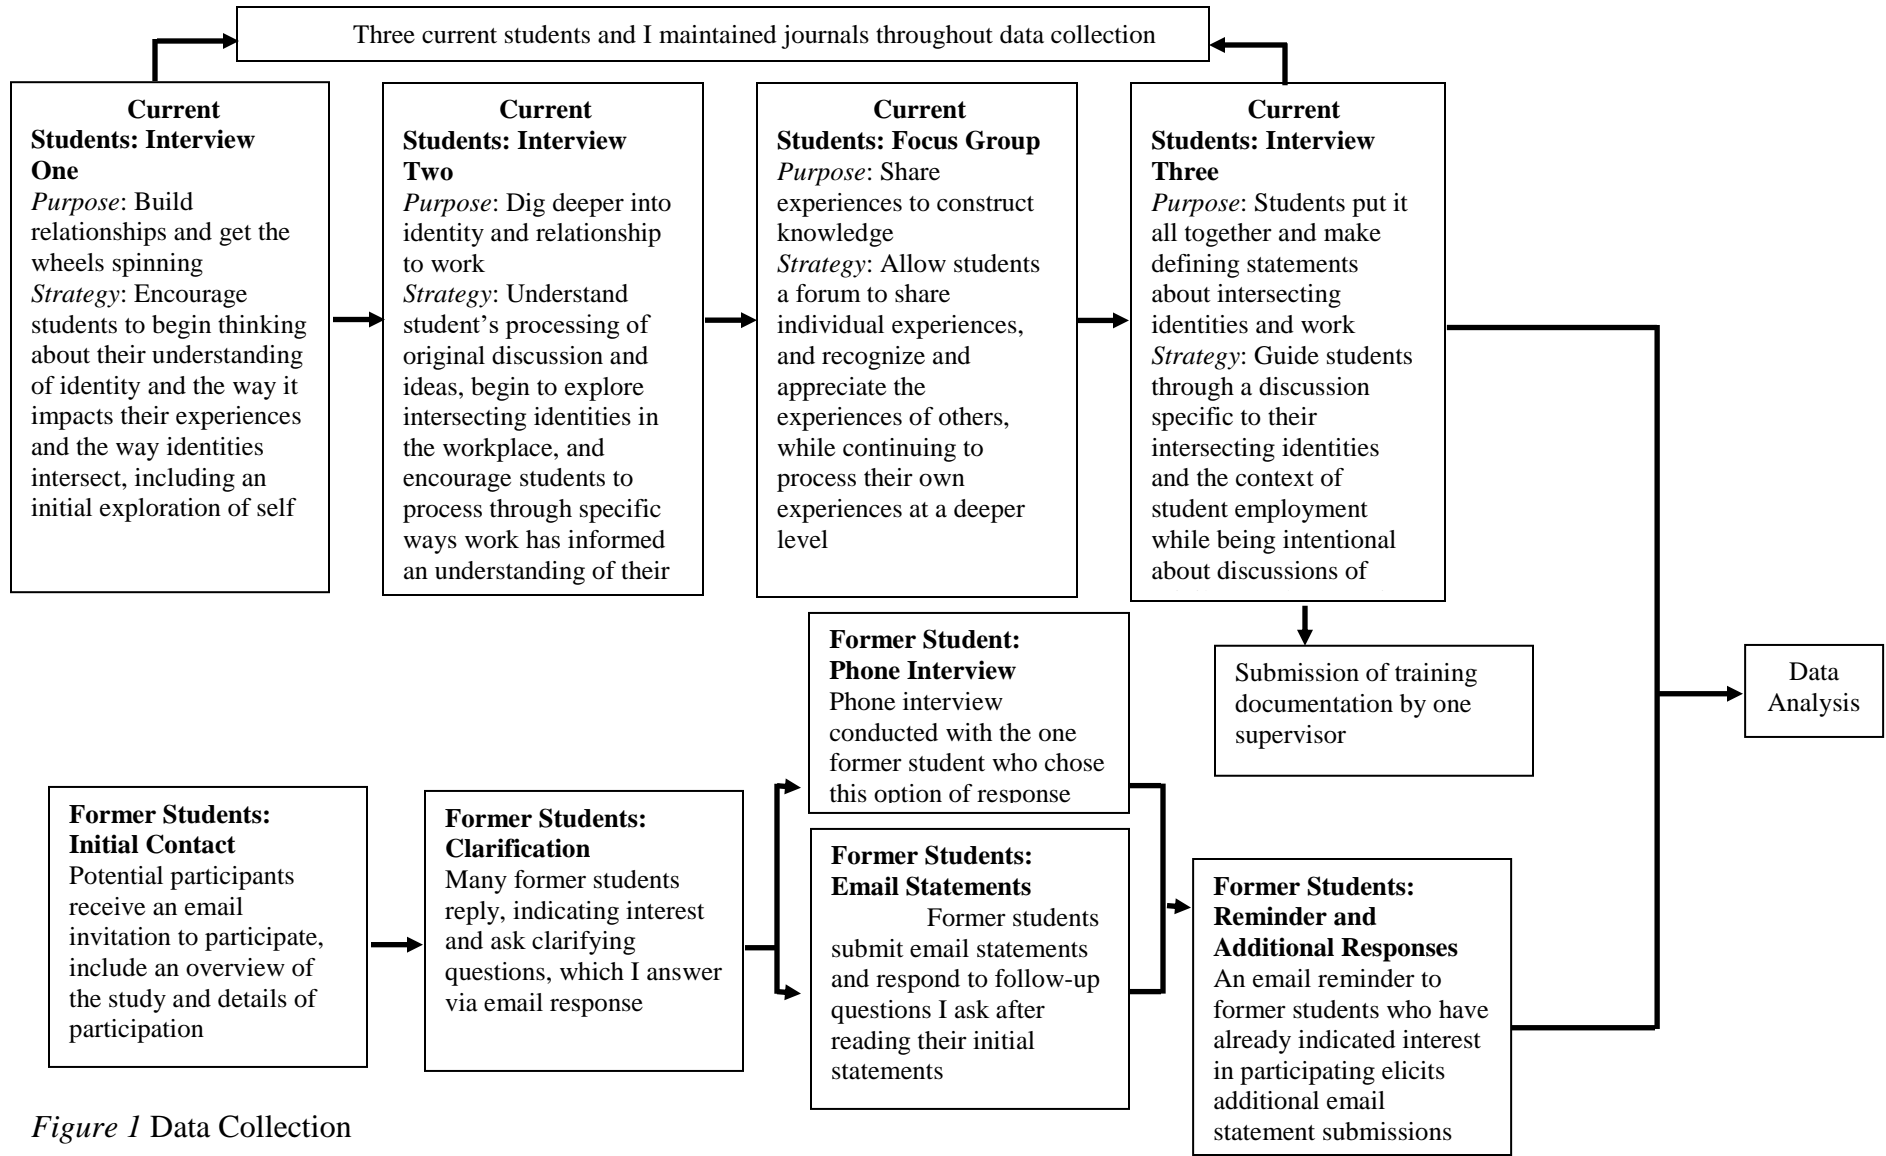 Three current students and I maintained journals throughout data collection
Current
Students: Interview
One
Purpose: Build
relationships and get the
wheels spinning
Strategy: Encourage
students to begin thinking
about their understanding
of identity and the way it
impacts their experiences
and the way identities
intersect, including an
initial exploration of self
Current
Students: Interview
Two
Purpose: Dig deeper into
identity and relationship
to work
Strategy: Understand
student’s processing of
original discussion and
ideas, begin to explore
intersecting identities in
the workplace, and
encourage students to
process through specific
ways work has informed
an understanding of their
Current
Students: Focus Group
Purpose: Share
experiences to construct
knowledge
Strategy: Allow students
a forum to share
individual experiences,
and recognize and
appreciate the
experiences of others,
while continuing to
process their own
experiences at a deeper
level
Current
Students: Interview
Three
Purpose: Students put it
all together and make
defining statements
about intersecting
identities and work
Strategy: Guide students
through a discussion
specific to their
intersecting identities
and the context of
student employment
while being intentional
about discussions of
Submission of training
documentation by one
supervisor
Data
Analysis
Former Students:
Initial Contact
Potential participants
receive an email
invitation to participate,
include an overview of
the study and details of
participation
Former Students:
Clarification
Many former students
reply, indicating interest
and ask clarifying
questions, which I answer
via email response
Former Student:
Phone Interview
Phone interview
conducted with the one
former student who chose
this option of response
Former Students:
Email Statements
Former students
submit email statements
and respond to follow-up
questions I ask after
reading their initial
statements
Former Students:
Reminder and
Additional Responses
An email reminder to
former students who have
already indicated interest
in participating elicits
additional email
statement submissions
Figure 1 Data Collection